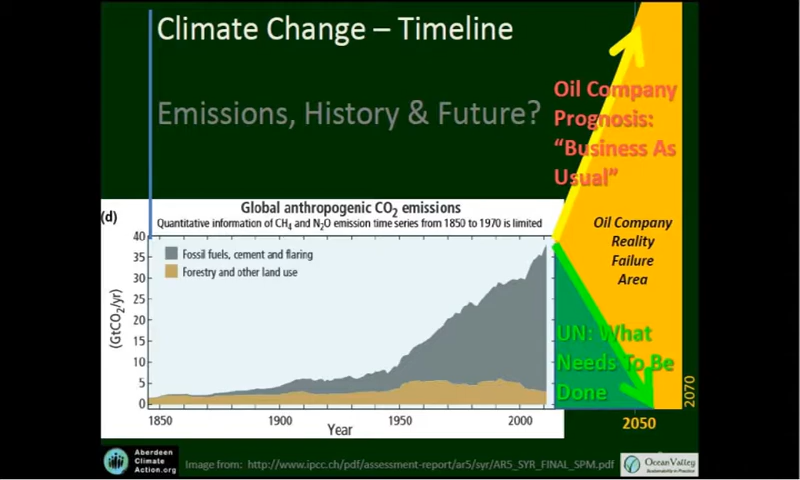 Climate Change – Timeline
Emissions, History & Future?
Oil Company
Prognosis:
“Business As
Usual”
Oil Company
Reality
Failure
Area
UN: What
Needs To Be
Done
(d)
Global anthropogenic CO2 emissions
Quantitative information of CH4 and N2O emission time series from 1850 to 1970 is limited
Fossil fuels, cement and flaring
Forestry and other land use
(GtCO2/yr)
40
35
30
25
20
15
10
5
0
1850
1900
1950
2000
Year
2050
2070
Aberdeen
Climate
Action.org
Image from: http://www.ipcc.ch/pdf/assessment-report/ar5/syr/AR5_SYR_FINAL_SPM.pdf
OceanValley
Sustainability in Practice